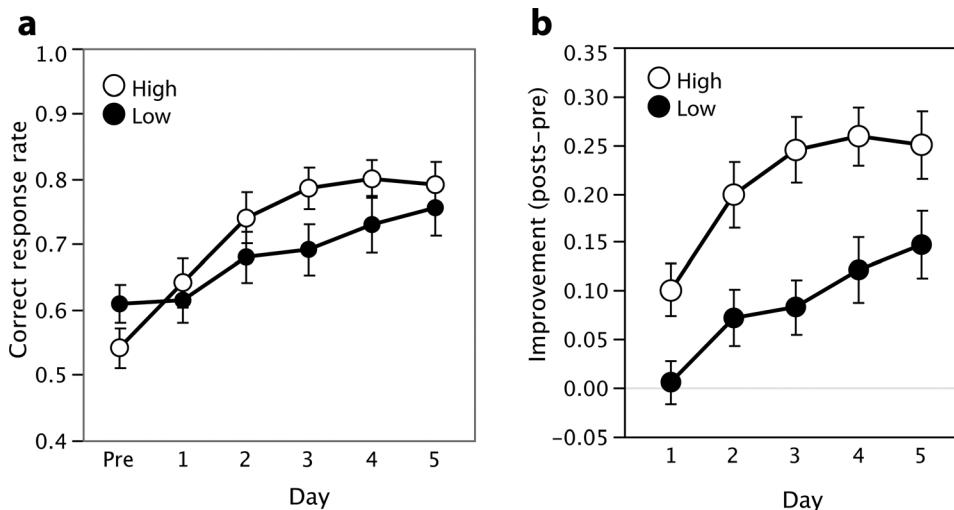 a
Correct response rate
1.0
0.9
0.8
0.7
0.6
0.5
0.4
High
Low
Pre 1 2 3 4 5
Day
b
Improvement (posts–pre)
0.35
0.30
0.25
0.20
0.15
0.10
0.05
0.00
–0.05
High
Low
1 2 3 4 5
Day